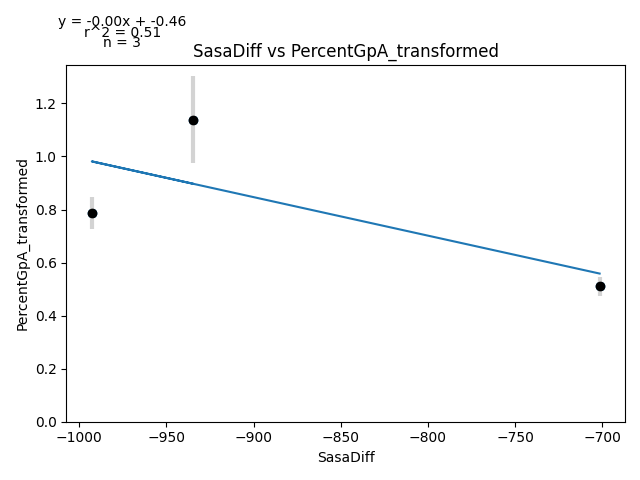 y = -0.00x + -0.46
r^2 = 0.51
n = 3
SasaDiff vs PercentGpA_transformed
PercentGpA_transformed
1.2
1.0
0.8
0.6
0.4
0.2
0.0
−1000 −950 −900 −850 −800 −750 −700
SasaDiff